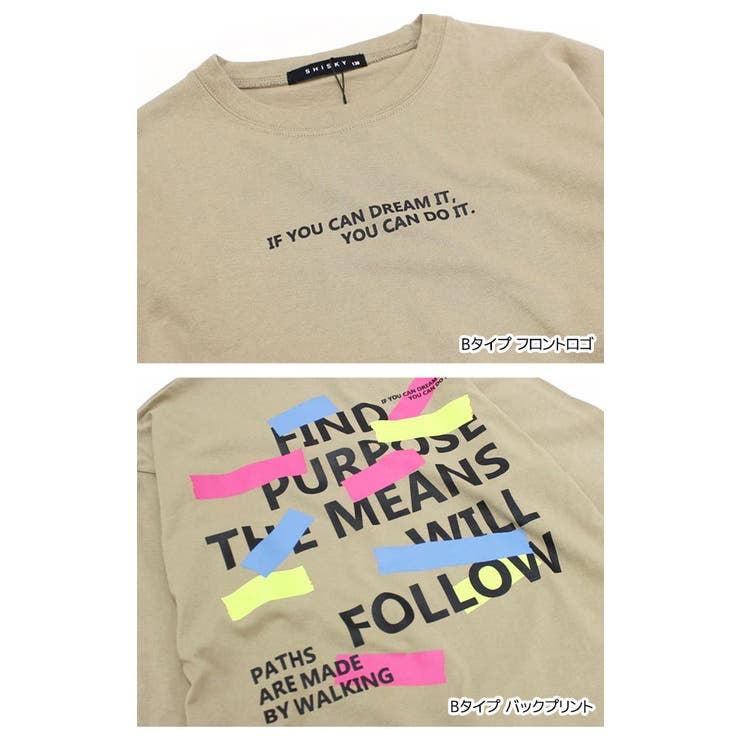 SHISKY 130
IF YOU CAN DREAM IT,
YOU CAN DO IT.
Bタイプ フロントロゴ
IF YOU CAN DREAM
YOU CAN DO IT.
FIND
PURPOSE
THE MEANS
WILL
FOLLOW
PATHS
ARE MADE
BY WALKING
Bタイプ バックプリント